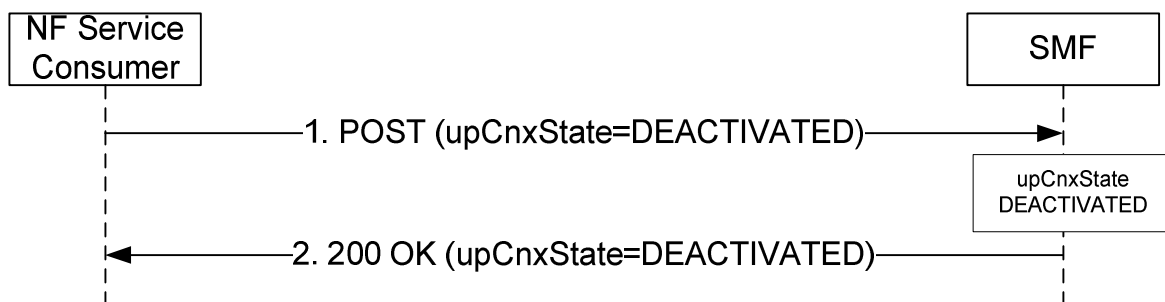 NF Service
Consumer
SMF
1. POST (upCnxState=DEACTIVATED)
upCnxState
DEACTIVATED
2. 200 OK (upCnxState=DEACTIVATED)